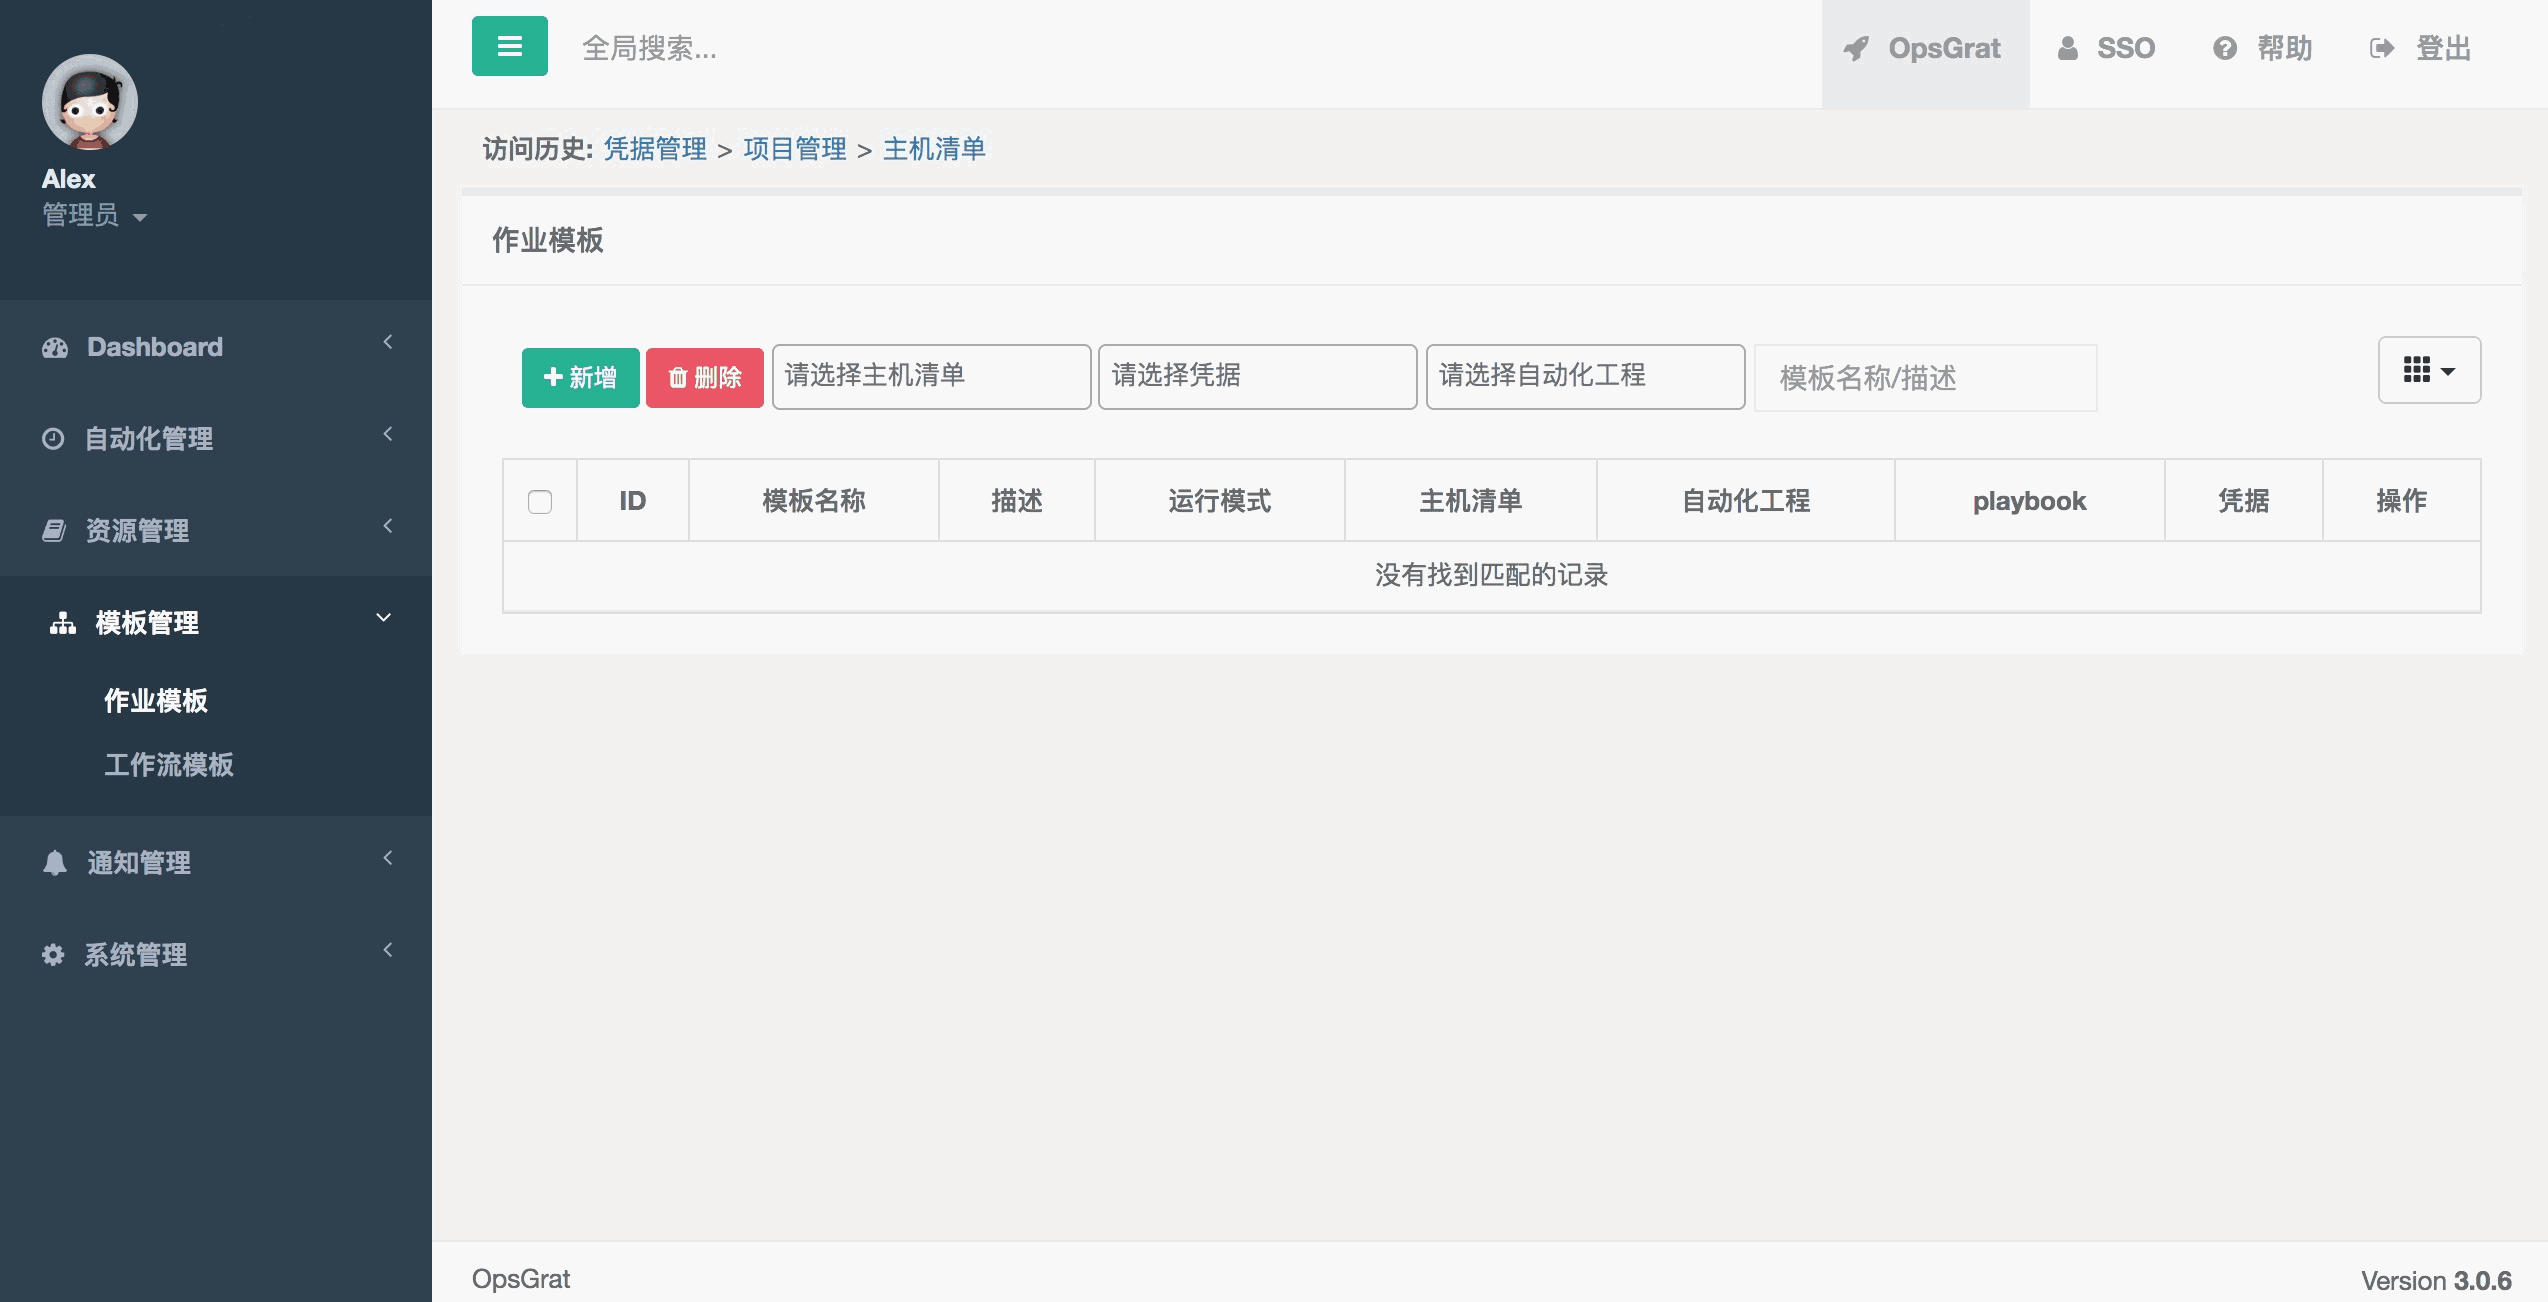 全局搜索...
OpsGrat
SSO
帮助
登出
Alex
管理员
访问历史: 凭据管理 > 项目管理 > 主机清单
作业模板
Dashboard
自动化管理
资源管理
模板管理
作业模板
工作流模板
通知管理
系统管理
新增
删除
请选择主机清单
请选择凭据
请选择自动化工程
模板名称/描述
ID 模板名称 描述 运行模式 主机清单 自动化工程 playbook 凭据 操作
没有找到匹配的记录
OpsGrat
Version 3.0.6